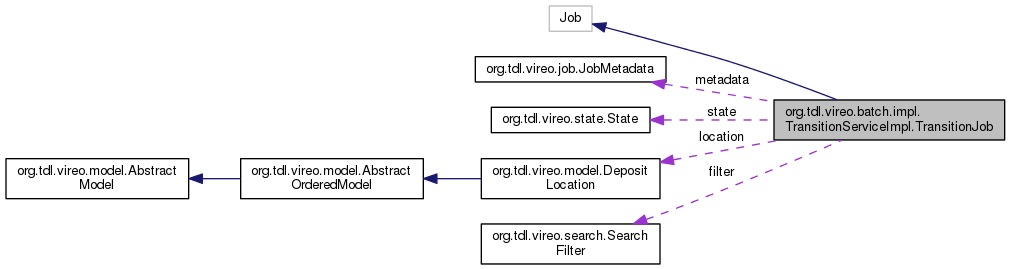 Job
org.tdl.vireo.job.JobMetadata
metadata
org.tdl.vireo.batch.impl.
TransitionServiceImpl.TransitionJob
state
org.tdl.vireo.state.State
location
org.tdl.vireo.model.Abstract
Model
org.tdl.vireo.model.Abstract
OrderedModel
org.tdl.vireo.model.Deposit
Location
filter
org.tdl.vireo.search.Search
Filter